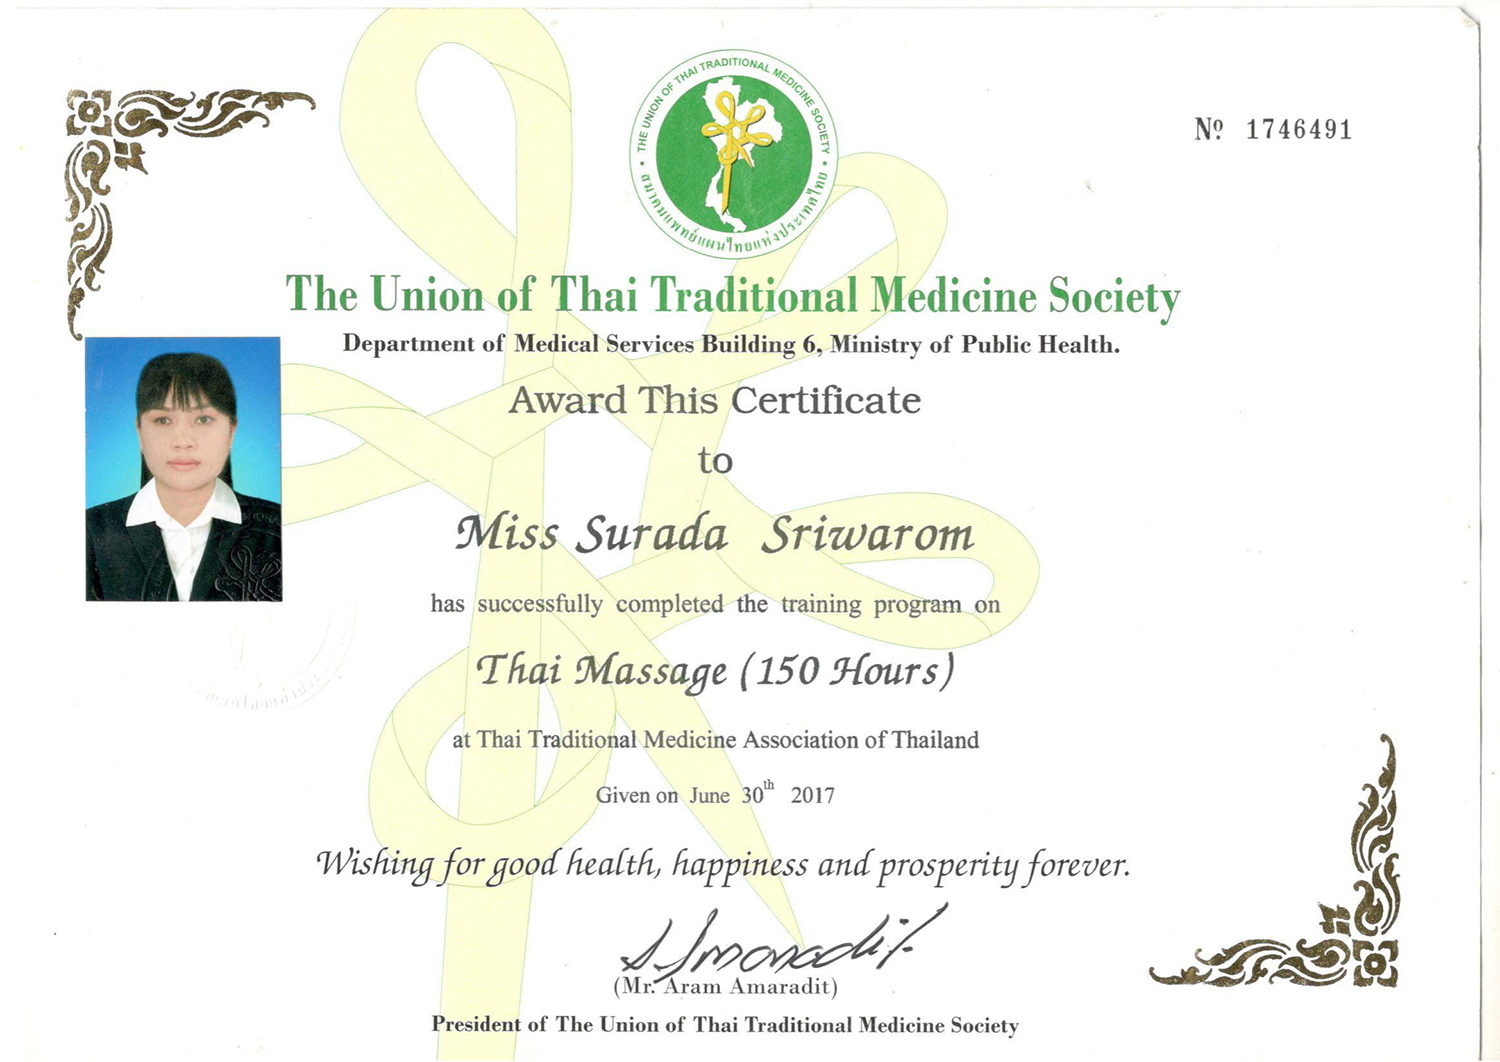 THE UNION OF THAI TRADITIONAL MEDICINE SOCIETY
สมาคมแพทย์แผนไทยแห่งประเทศไทย
Nº 1746491
The Union of Thai Traditional Medicine Society
Department of Medical Services Building 6, Ministry of Public Health.
Award This Certificate
to
Miss Surada Sriwarom
has successfully completed the training program on
Thai Massage (150 Hours)
at Thai Traditional Medicine Association of Thailand
Given on June 30th 2017
Wishing for good health, happiness and prosperity forever.
(Mr. Aram Amaradit)
President of The Union of Thai Traditional Medicine Society